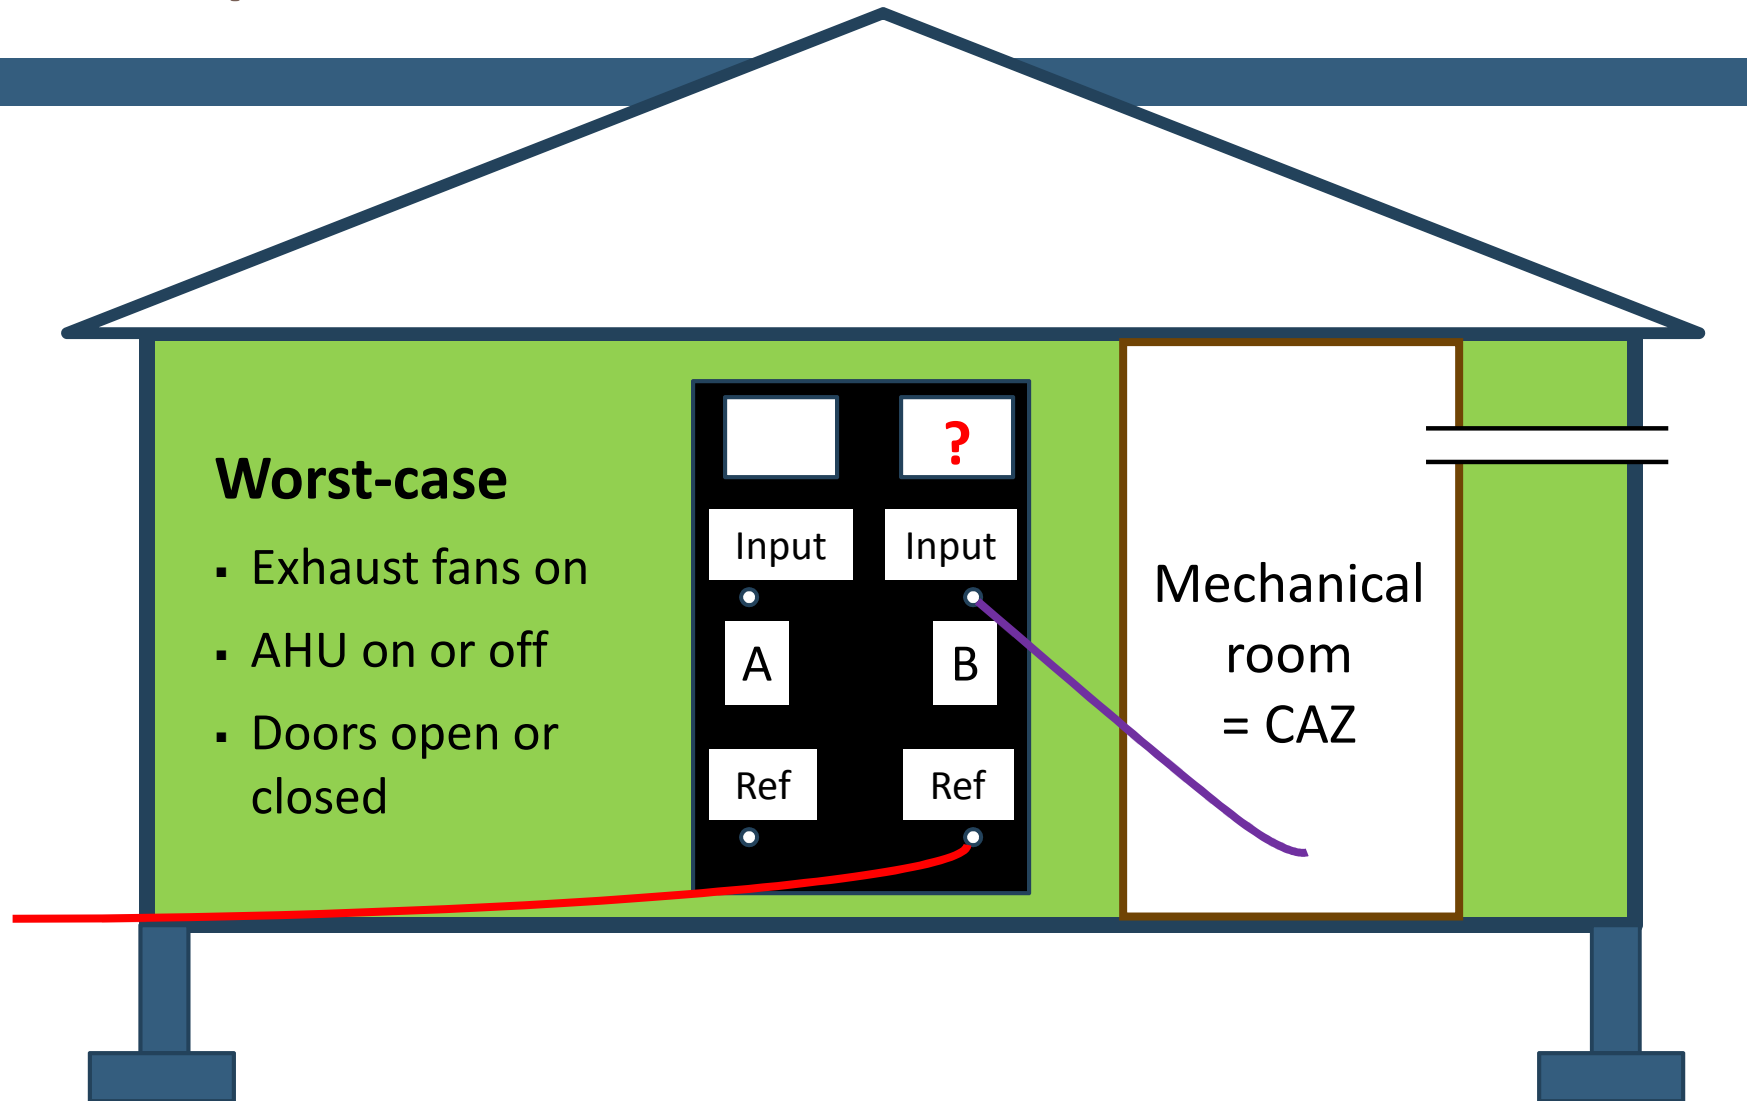 Worst-case
▪ Exhaust fans on
▪ AHU on or off
▪ Doors open or
closed
?
Input
Input
A
B
Ref
Ref
Mechanical
room
= CAZ